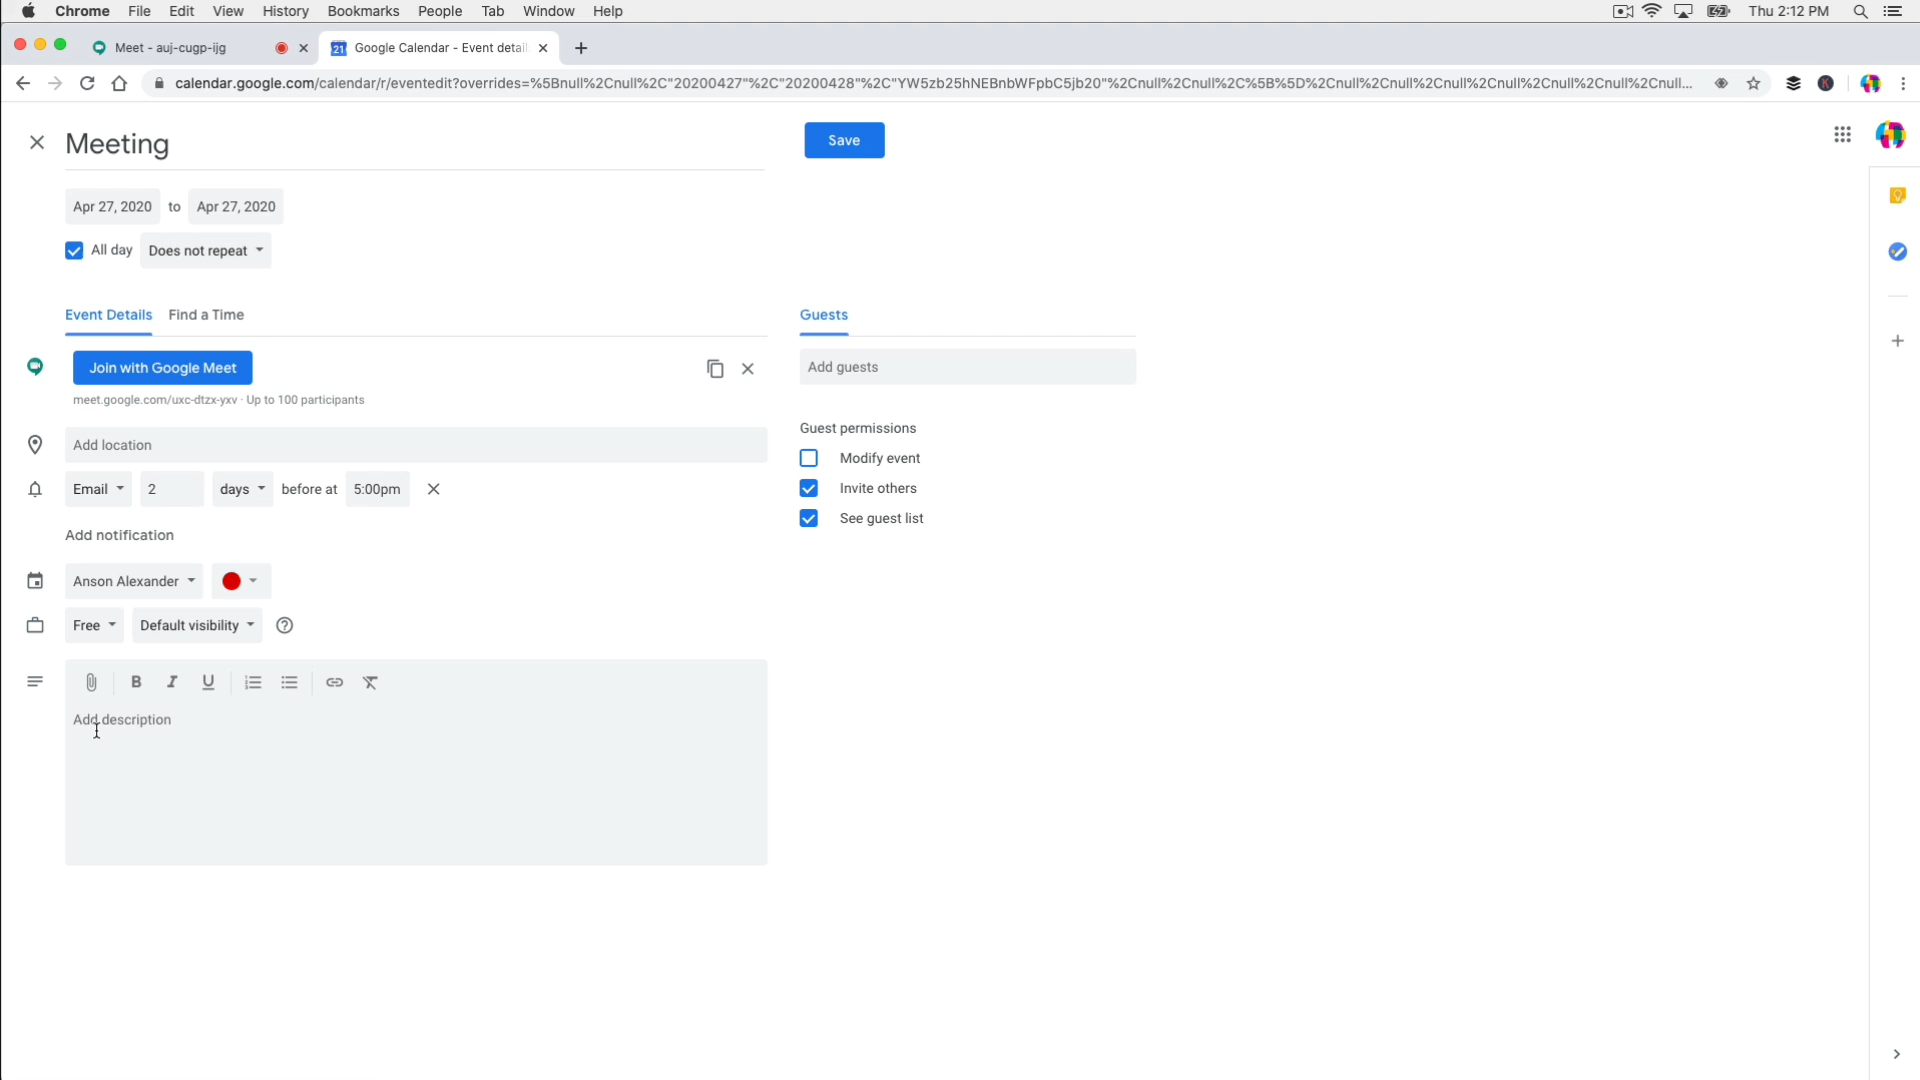 Chrome File Edit View History Bookmarks People Tab Window Help Thu 2:12 PM
Meet - auj-cugp-ijg Google Calendar - Event detai
calendar.google.com/calendar/r/eventedit?overrides=%5Bnull%2Cnull%2C"20200427"%2C"20200428"%2C"YW5zb25hNEBnbWFpbC5jb20"%2Cnull%2Cnull%2C%5B%5D%2Cnull%2Cnull%2Cnull%2Cnull%2Cnull%2Cnull%2Cnull...
Meeting
Save
Apr 27, 2020 to Apr 27, 2020
All day Does not repeat
Event Details Find a Time
Guests
Join with Google Meet
Add guests
meet.google.com/uxc-dtzx-yxv · Up to 100 participants
Guest permissions
Add location
Modify event
Email 2 days before at 5:00pm
Invite others
See guest list
Add notification
Anson Alexander
Free Default visibility
B I U
Add description